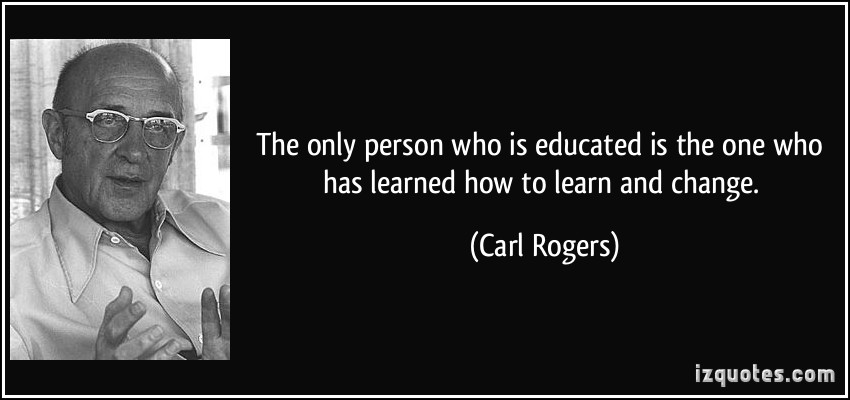 The only person who is educated is the one who
has learned how to learn and change.
(Carl Rogers)
izquotes.com